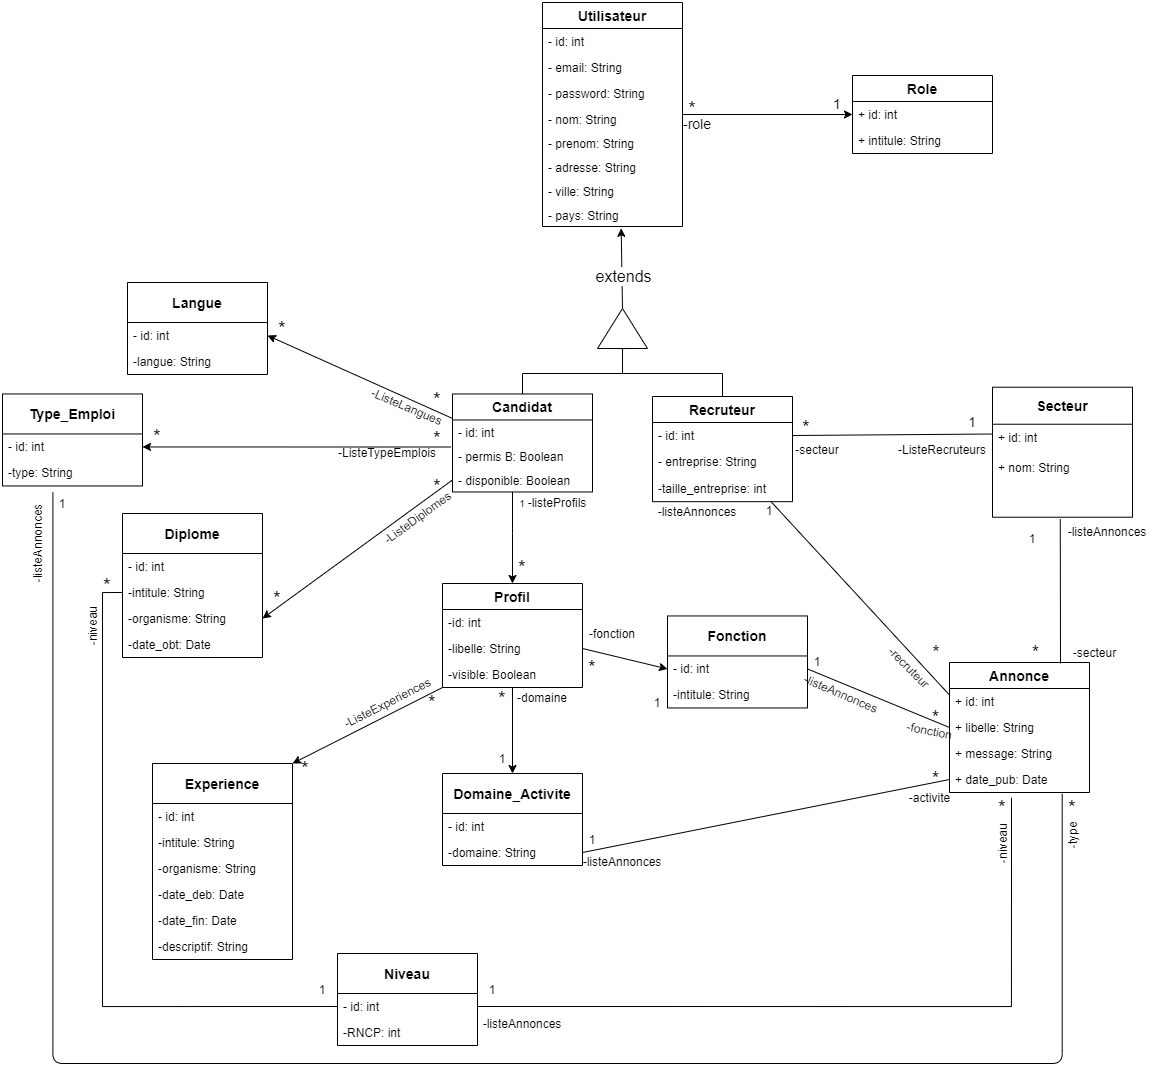 Utilisateur
- id: int
- email: String
- password: String
- nom: String
- prenom: String
- adresse: String
- ville: String
- pays: String
*
-role
1
Role
+ id: int
+ intitule: String
extends
Langue
- id: int
-langue: String
*
*
-ListeLangues
Type_Emploi
- id: int
-type: String
*
*
-ListeTypeEmplois
1
-listeAnnonces
Candidat
- id: int
- permis B: Boolean
- disponible: Boolean
*
-ListeDiplomes
*
1
-listeProfils
*
Recruteur
- id: int
- entreprise: String
-taille_entreprise: int
-listeAnnonces
1
*
-secteur
1
-ListeRecruteurs
Secteur
+ id: int
+ nom: String
-listeAnnonces
1
*
-secteur
Diplome
- id: int
-intitule: String
-organisme: String
-date_obt: Date
*
-niveau
Profil
-id: int
-libelle: String
-visible: Boolean
-fonction
*
-ListeExperiences
*
*
*
-domaine
1
Fonction
- id: int
-intitule: String
1
1
-listeAnnonces
*
-recruteur
*
-fonction
Annonce
+ id: int
+ libelle: String
+ message: String
+ date_pub: Date
*
-activite
*
-niveau
*
-type
Expérience
- id: int
-intitule: String
-organisme: String
-date_deb: Date
-date_fin: Date
-descriptif: String
Domaine_Activite
- id: int
-domaine: String
1
-listeAnnonces
Niveau
- id: int
-RNCP: int
1
1
-listeAnnonces